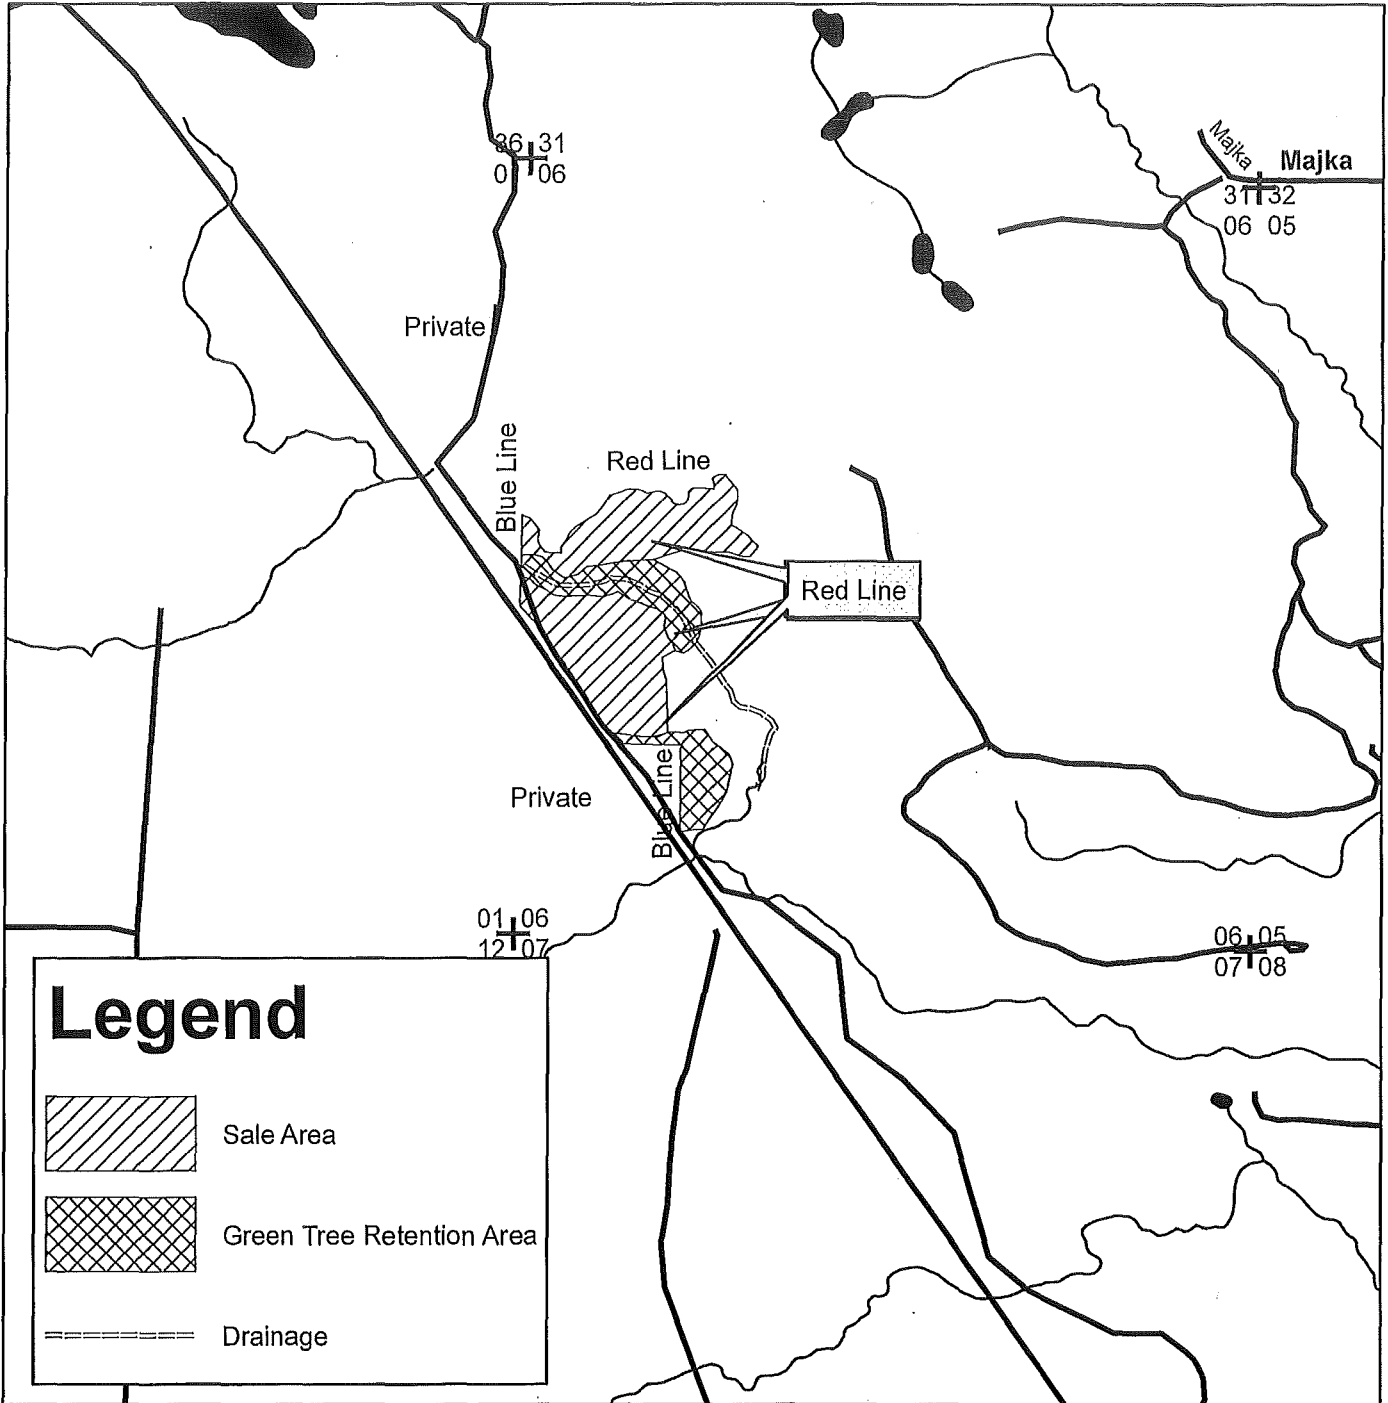 36 31
0 06
Majka
Majka
31 32
06 05
Private
Blue Line
Red Line
Red Line
Private
Blue Line
01 06
12 07
06 05
07 08
Legend
Sale Area
Green Tree Retention Area
Drainage